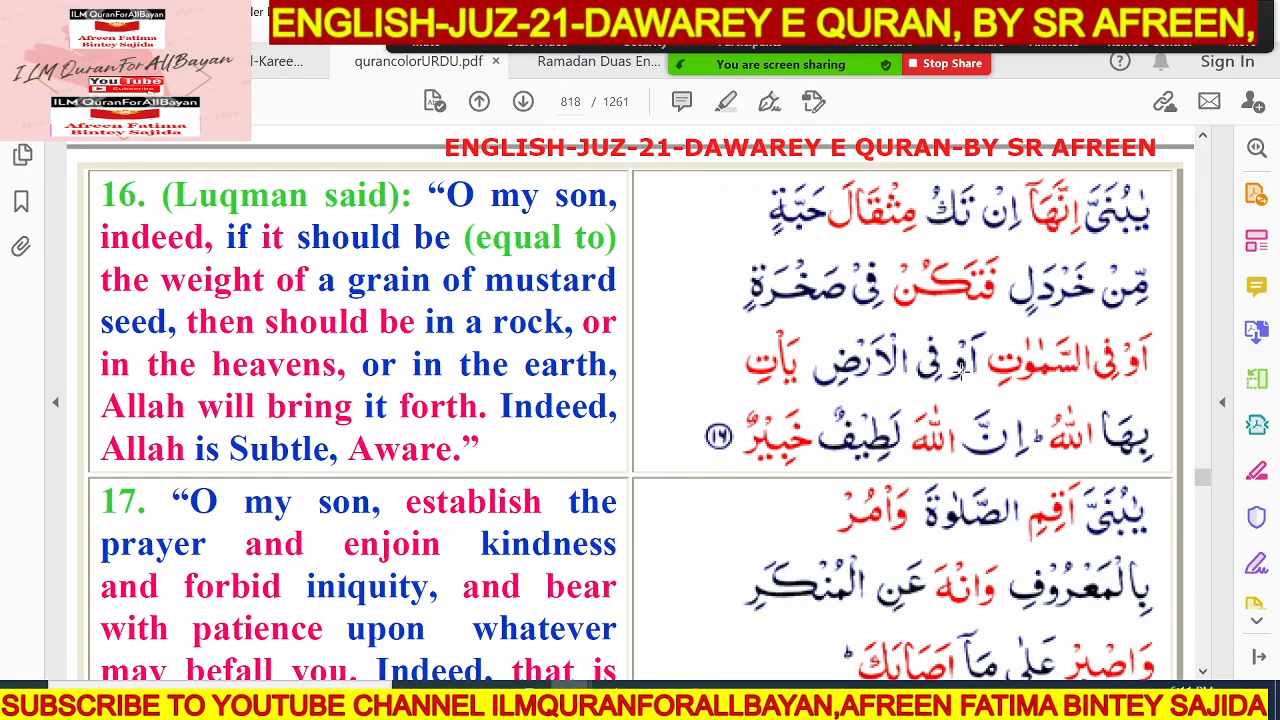 ENGLISH-JUZ-21-DAWAREY E QURAN, BY SR AFREEN,
ILM QuranForAllBayan
Afreen Fatima
Bintey Sajida
ILM QuranForAllBayan
YouTube
Subscribe
ILM QuranForAllBayan
Afreen Fatima
Bintey Sajida
l-Karee...
qurancolorURDU.pdf ×
Ramadan Duas En...
You are screen sharing
Stop Share
Sign In
/ 1261
ENGLISH-JUZ-21-DAWAREY E QURAN-BY SR AFREEN
16. (Luqman said): “O my son,
indeed, if it should be (equal to)
the weight of a grain of mustard
seed, then should be in a rock, or
in the heavens, or in the earth,
Allah will bring it forth. Indeed,
Allah is Subtle, Aware.”
يٰبُنَىَّ اِنَّهَاۤ اِنْ تَكُ مِثْقَالَ حَبَّةٍ
مِّنْ خَرْدَلٍ فَتَكُنْ فِىْ صَخْرَةٍ
اَوْ فِى السَّمٰوٰتِ اَوْ فِى الْاَرْضِ يَاْتِ
بِهَا اللّٰهُ ؕ اِنَّ اللّٰهَ لَطِيْفٌ خَبِيْرٌ ١٦
17. “O my son, establish the
prayer and enjoin kindness
and forbid iniquity, and bear
with patience upon whatever
may befall you. Indeed, that is
يٰبُنَىَّ اَقِمِ الصَّلٰوةَ وَاْمُرْ
بِالْمَعْرُوْفِ وَانْهَ عَنِ الْمُنْكَرِ
وَاصْبِرْ عَلٰى مَاۤ اَصَابَكَ ؕ
SUBSCRIBE TO YOUTUBE CHANNEL ILMQURANFORALLBAYAN,AFREEN FATIMA BINTEY SAJIDA